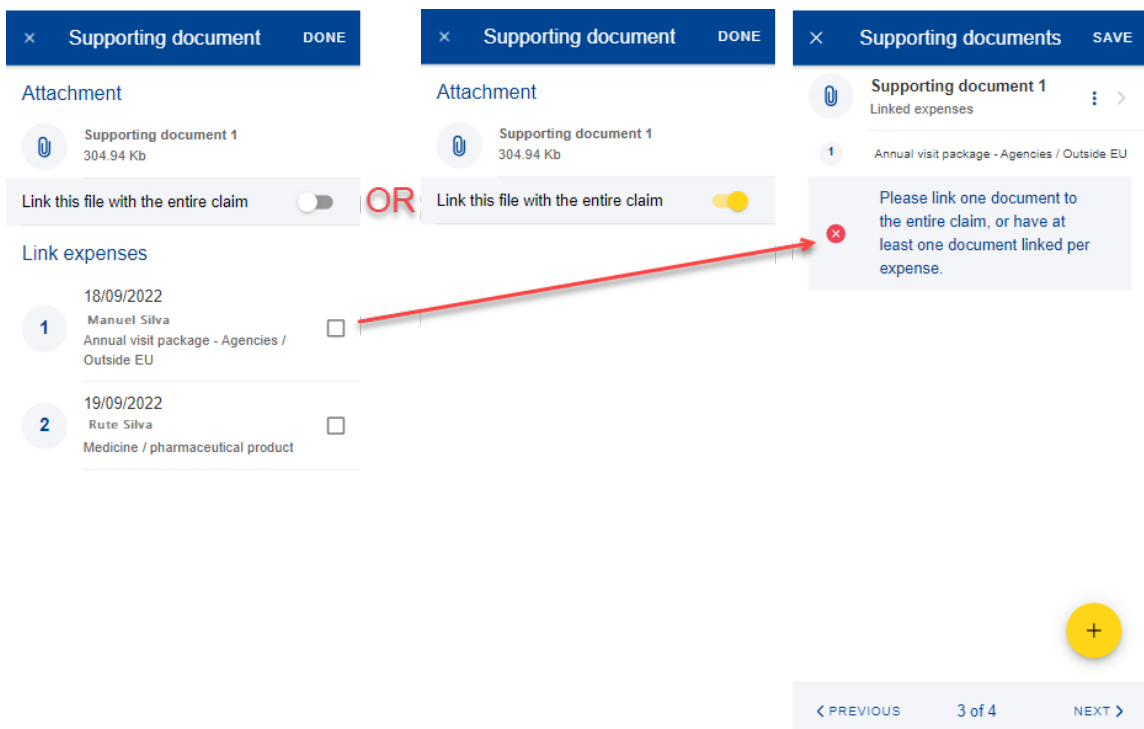 × Supporting document DONE
Attachment
Supporting document 1
304.94 Kb
Link this file with the entire claim
Link expenses
18/09/2022
1 Manuel Silva
Annual visit package - Agencies /
Outside EU
19/09/2022
2 Rute Silva
Medicine / pharmaceutical product
OR
× Supporting document DONE
Attachment
Supporting document 1
304.94 Kb
Link this file with the entire claim
× Supporting documents SAVE
Supporting document 1
Linked expenses
1 Annual visit package - Agencies / Outside EU
Please link one document to
the entire claim, or have at
least one document linked per
expense.
+
PREVIOUS 3 of 4 NEXT